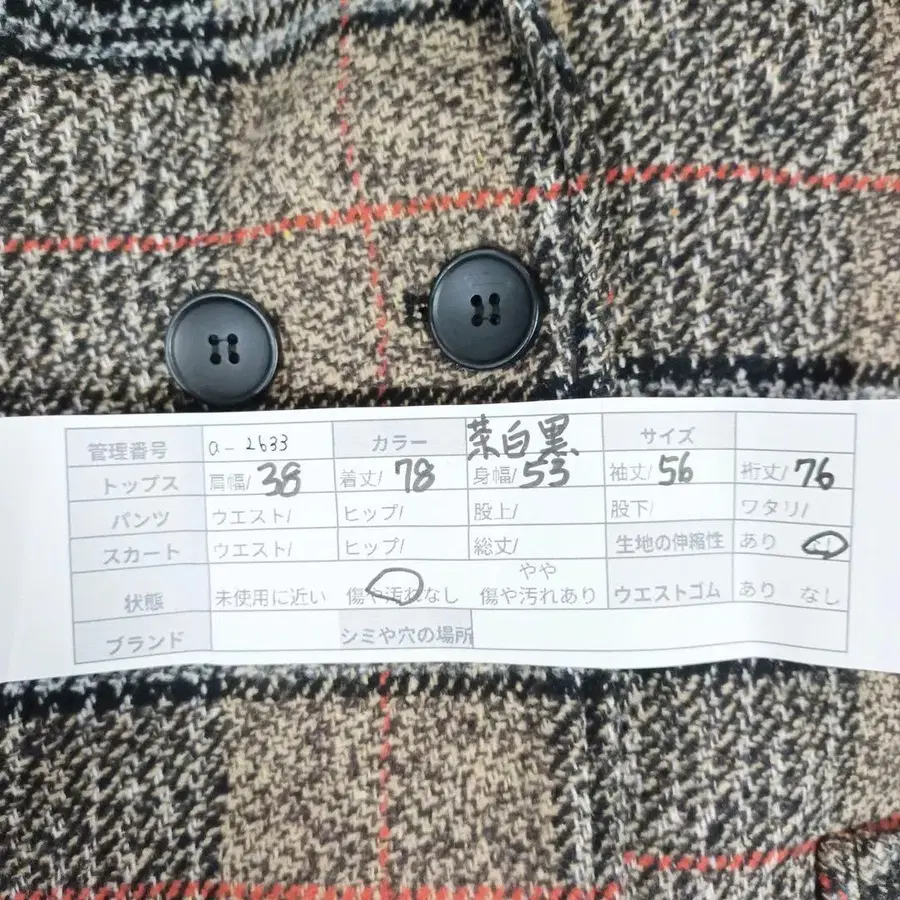 管理番号 a-2633 カラー 茶白黒 サイズ
トップス 肩幅/38 着丈/78 身幅/53 袖丈/56 裄丈/76
パンツ ウエスト/ ヒップ/ 股上/ 股下/ ワタリ/
スカート ウエスト/ ヒップ/ 総丈/ 生地の伸縮性 あり なし
状態 未使用に近い 傷や汚れなし やや傷や汚れあり ウエストゴム あり なし
ブランド シミや穴の場所